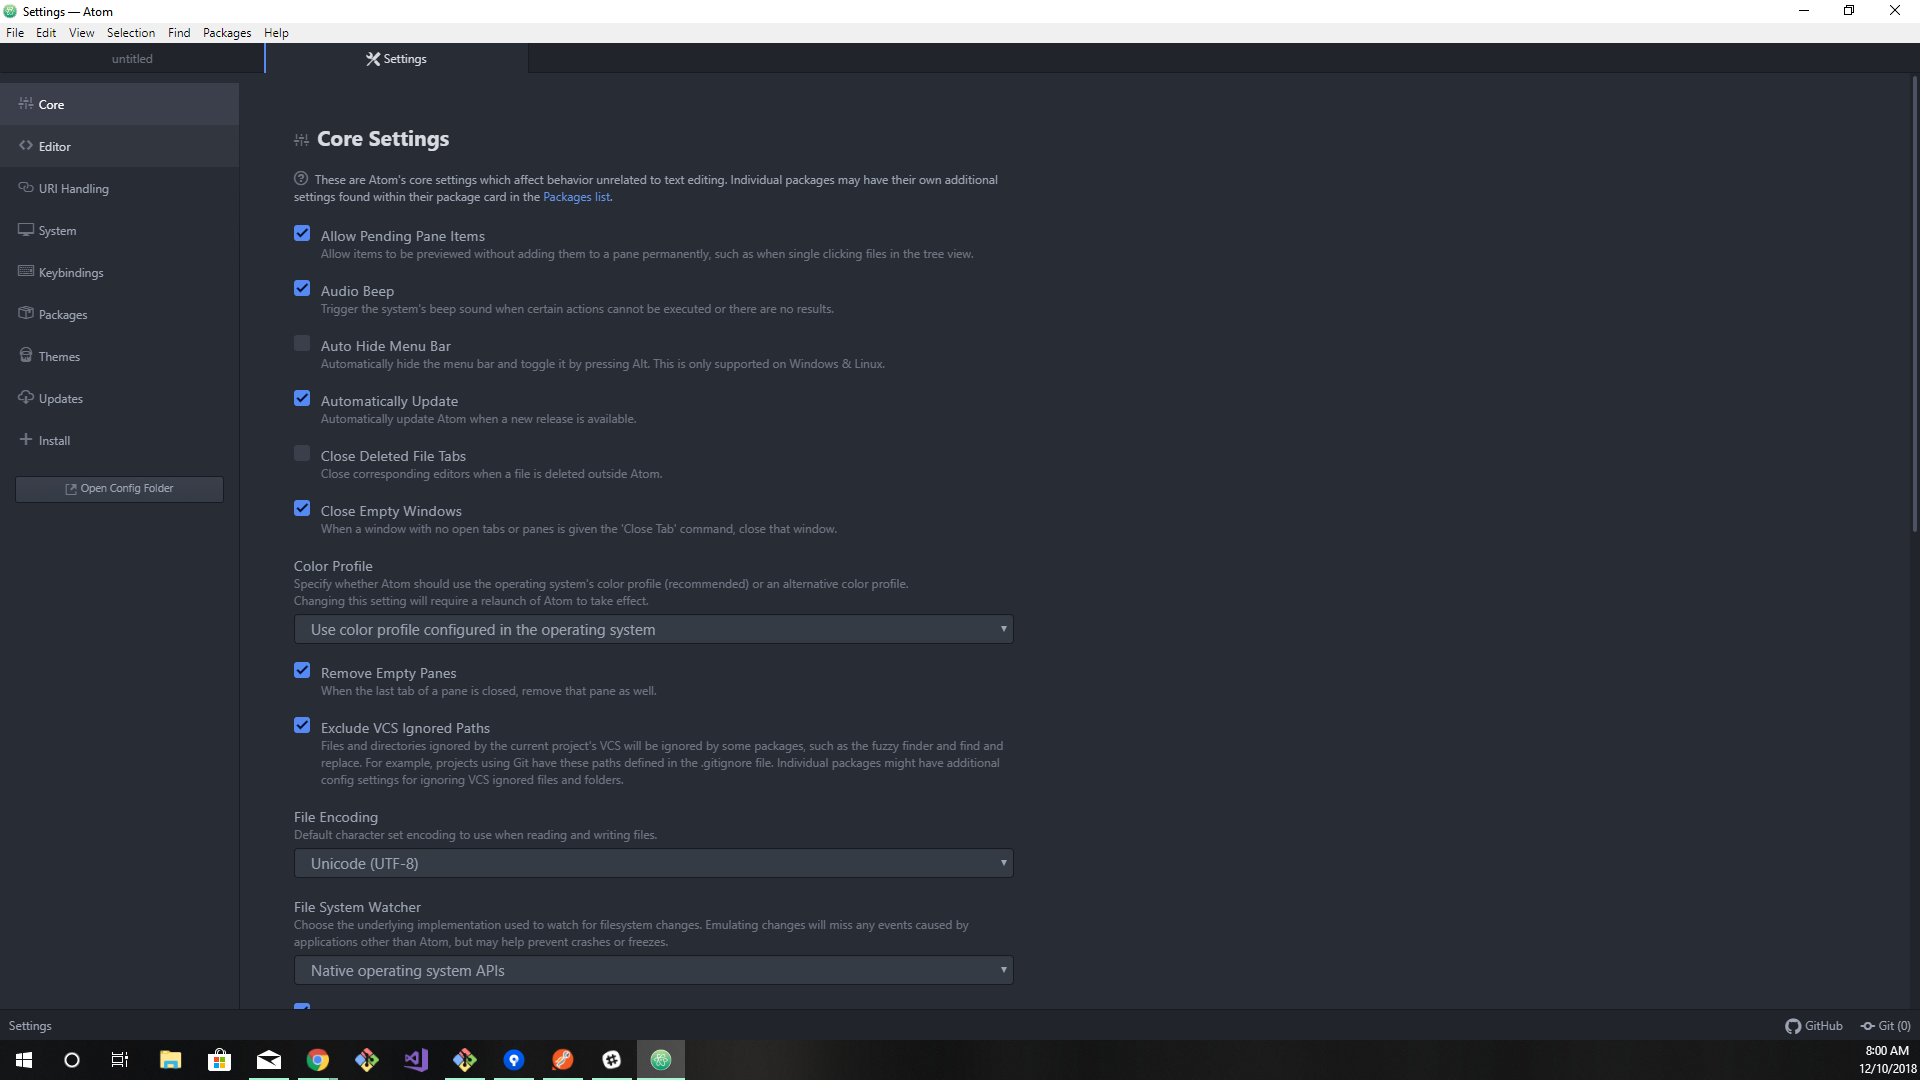 Settings — Atom
File Edit View Selection Find Packages Help
untitled
Settings
Core
Editor
URI Handling
System
Keybindings
Packages
Themes
Updates
Install
Open Config Folder
Core Settings
These are Atom's core settings which affect behavior unrelated to text editing. Individual packages may have their own additional
settings found within their package card in the Packages list.
Allow Pending Pane Items
Allow items to be previewed without adding them to a pane permanently, such as when single clicking files in the tree view.
Audio Beep
Trigger the system's beep sound when certain actions cannot be executed or there are no results.
Auto Hide Menu Bar
Automatically hide the menu bar and toggle it by pressing Alt. This is only supported on Windows & Linux.
Automatically Update
Automatically update Atom when a new release is available.
Close Deleted File Tabs
Close corresponding editors when a file is deleted outside Atom.
Close Empty Windows
When a window with no open tabs or panes is given the 'Close Tab' command, close that window.
Color Profile
Specify whether Atom should use the operating system's color profile (recommended) or an alternative color profile.
Changing this setting will require a relaunch of Atom to take effect.
Use color profile configured in the operating system
Remove Empty Panes
When the last tab of a pane is closed, remove that pane as well.
Exclude VCS Ignored Paths
Files and directories ignored by the current project's VCS will be ignored by some packages, such as the fuzzy finder and find and
replace. For example, projects using Git have these paths defined in the .gitignore file. Individual packages might have additional
config settings for ignoring VCS ignored files and folders.
File Encoding
Default character set encoding to use when reading and writing files.
Unicode (UTF-8)
File System Watcher
Choose the underlying implementation used to watch for filesystem changes. Emulating changes will miss any events caused by
applications other than Atom, but may help prevent crashes or freezes.
Native operating system APIs
Settings
GitHub
Git (0)
8:00 AM
12/10/2018